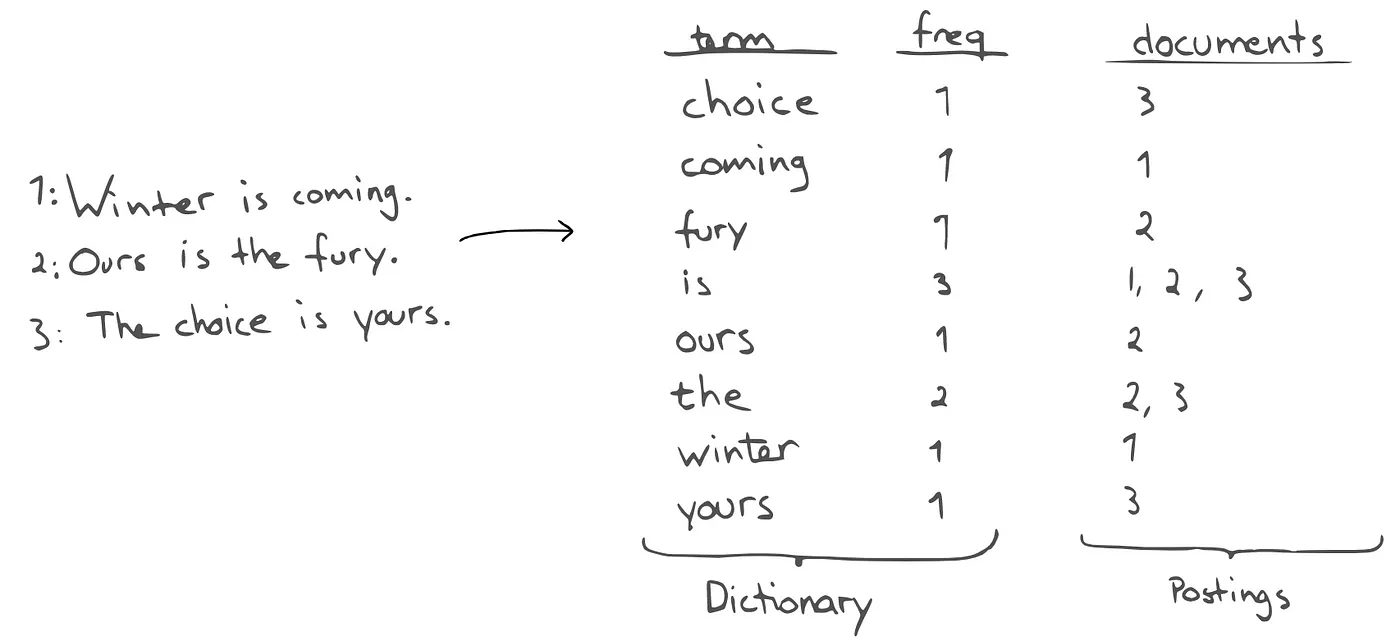 1: Winter is coming.
2: Ours is the fury.
3: The choice is yours.
term freq documents
choice 1 3
coming 1 1
fury 1 2
is 3 1, 2, 3
ours 1 2
the 2 2, 3
winter 1 1
yours 1 3
Dictionary Postings